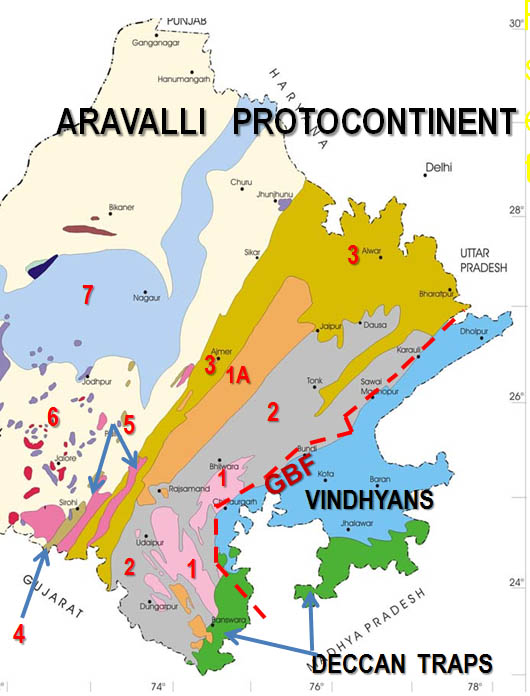 PUNJAB
30°
Ganganagar
Hanumangarh
HARYANA
ARAVALLI PROTOCONTINENT
Delhi
Churu
Jhunjhunu
Bikaner
28°
Sikar
3
Alwar
UTTAR
PRADESH
7
Nagaur
Bharatpur
Jaipur
Dausa
Dholpur
Ajmer
3
Karauli
1A
Jodhpur
Tonk
Sawai
Madhopur
26°
6
5
2
Bundi
Jalore
Bhilwara
1
GBF
Kota
Baran
Sirohi
Rajsamand
Chittaurgarh
VINDHYANS
Jhalawar
Udaipur
2
1
24°
GUJARAT
Dungarpur
4
Banswara
MADHYA PRADESH
DECCAN TRAPS
74°
76°
78°